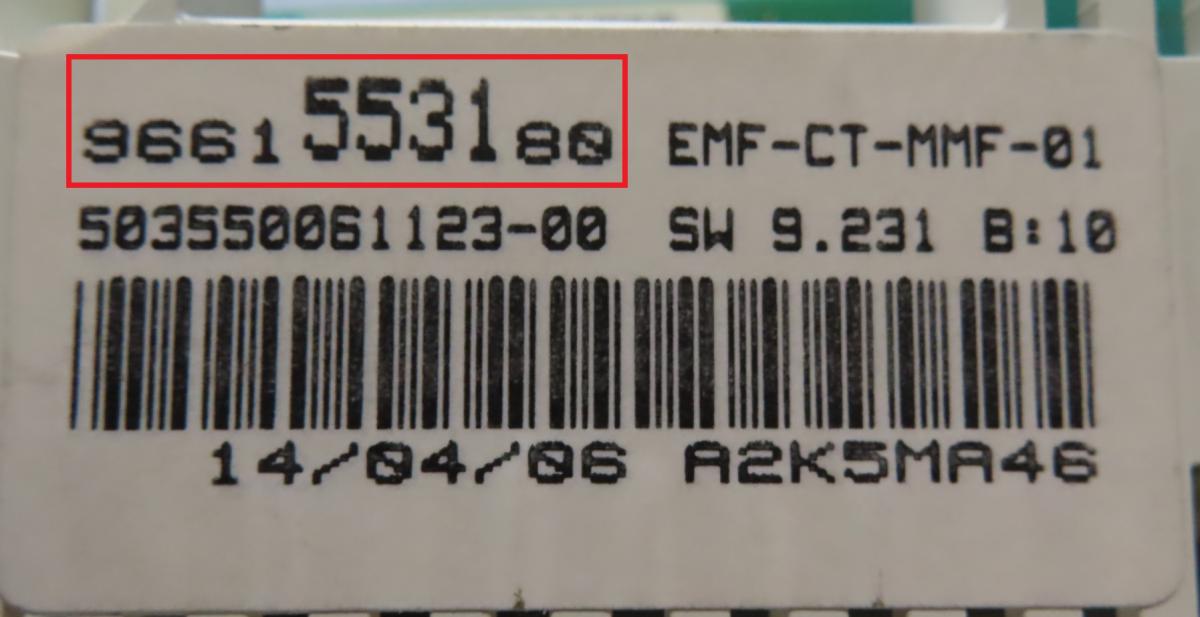 9661553180 EMF-CT-MMF-01
503550061123-00 SW 9.231 B:10
14/04/06 A2K5MA46